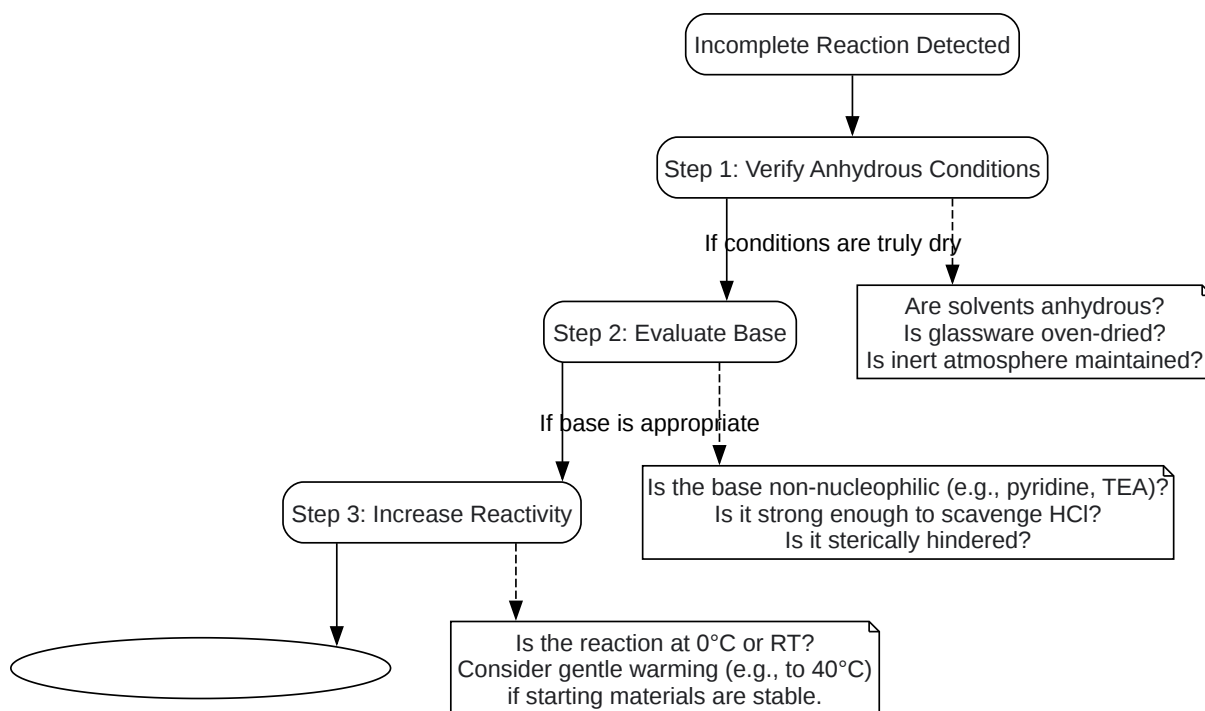 Incomplete Reaction Detected
Step 1: Verify Anhydrous Conditions
If conditions are truly dry
Are solvents anhydrous?
Is glassware oven-dried?
Is inert atmosphere maintained?
Step 2: Evaluate Base
If base is appropriate
Is the base non-nucleophilic (e.g., pyridine, TEA)?
Is it strong enough to scavenge HCl?
Is it sterically hindered?
Step 3: Increase Reactivity
Is the reaction at 0°C or RT?
Consider gentle warming (e.g., to 40°C)
if starting materials are stable.